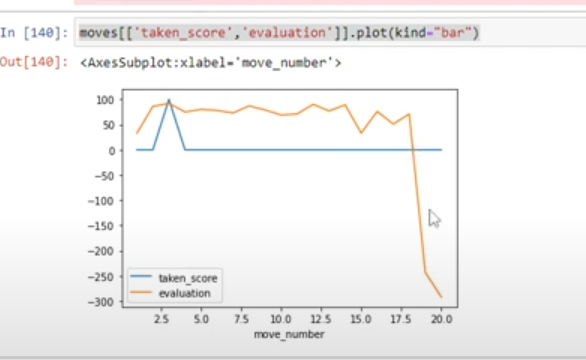 In [140]: moves[['taken_score','evaluation']].plot(kind="bar")
Out[140]: <AxesSubplot:xlabel='move_number'>
100
50
0
−50
−100
−150
−200
−250
−300
taken_score
evaluation
2.5 5.0 7.5 10.0 12.5 15.0 17.5 20.0
move_number